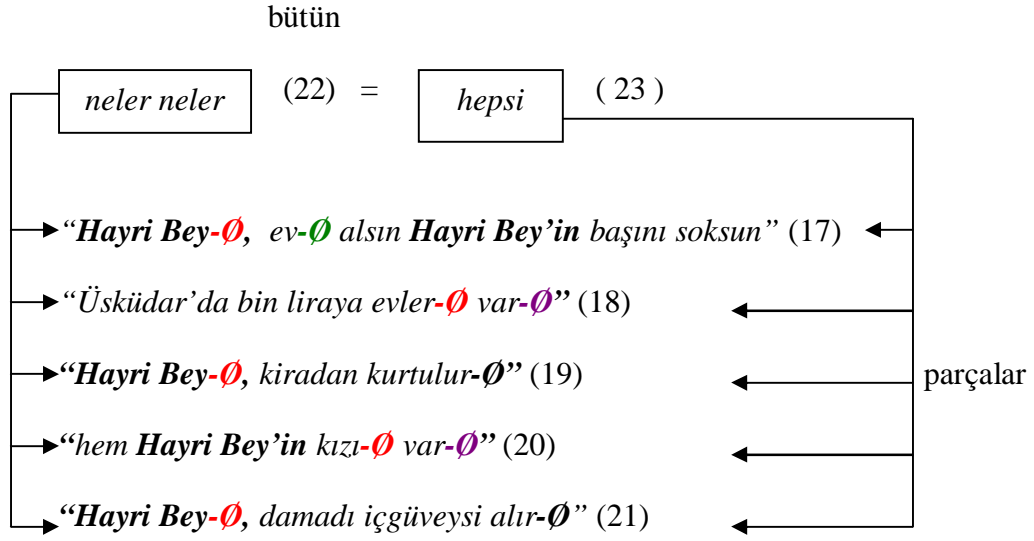 bütün
neler neler (22) = hepsi ( 23 )
“Hayri Bey-Ø, ev-Ø alsın Hayri Bey’in başını soksun” (17)
“Üsküdar’da bin liraya evler-Ø var-Ø” (18)
“Hayri Bey-Ø, kiradan kurtulur-Ø” (19)
parçalar
“hem Hayri Bey’in kızı-Ø var-Ø” (20)
“Hayri Bey-Ø, damadı içgüveysi alır-Ø” (21)